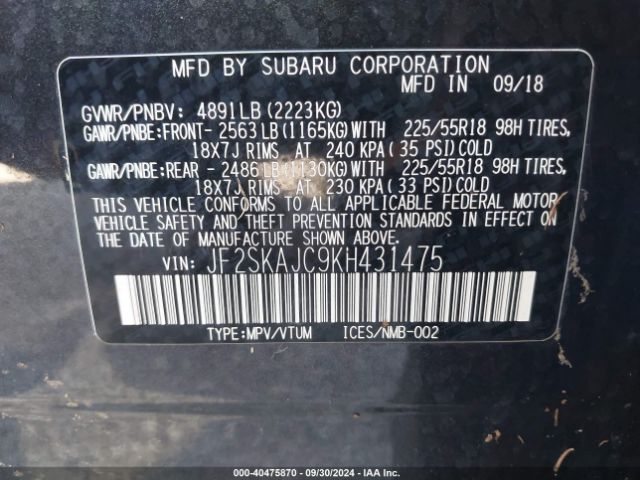 MFD BY SUBARU CORPORATION
MFD IN 09/18
GVWR/PNBV: 4891LB (2223KG)
GAWR/PNBE:FRONT- 2563 LB (1165KG) WITH 225/55R18 98H TIRES,
18X7J RIMS AT 240 KPA (35 PSI) COLD
GAWR/PNBE:REAR - 2486 LB (1130KG) WITH 225/55R18 98H TIRES,
18X7J RIMS AT 230 KPA (33 PSI) COLD
THIS VEHICLE CONFORMS TO ALL APPLICABLE FEDERAL MOTOR
VEHICLE SAFETY AND THEFT PREVENTION STANDARDS IN EFFECT ON
THE DATE OF MANUFACTURE SHOWN ABOVE.
VIN: JF2SKAJC9KH431475
TYPE:MPV/VTUM ICES/NMB-002
000-40475870 - 09/30/2024 - IAA Inc.